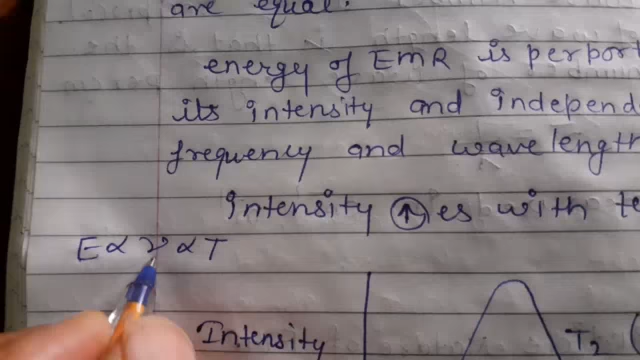 are equal.
energy of EMR is perport
its intensity and independ
frequency and wavelength
intensity ↑es with te
E ∝ ν ∝ T
Intensity
T₂ (